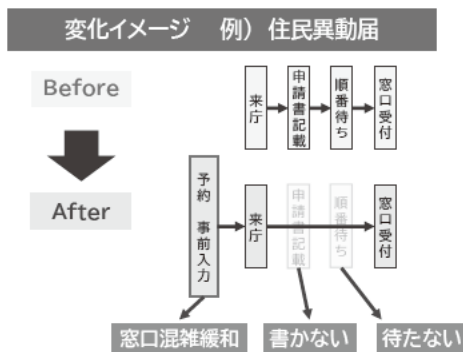 変化イメージ 例）住民異動届
Before
来庁
申請書記載
順番待ち
窓口受付
After
予約 事前入力
来庁
申請書記載
順番待ち
窓口受付
窓口混雑緩和
書かない
待たない